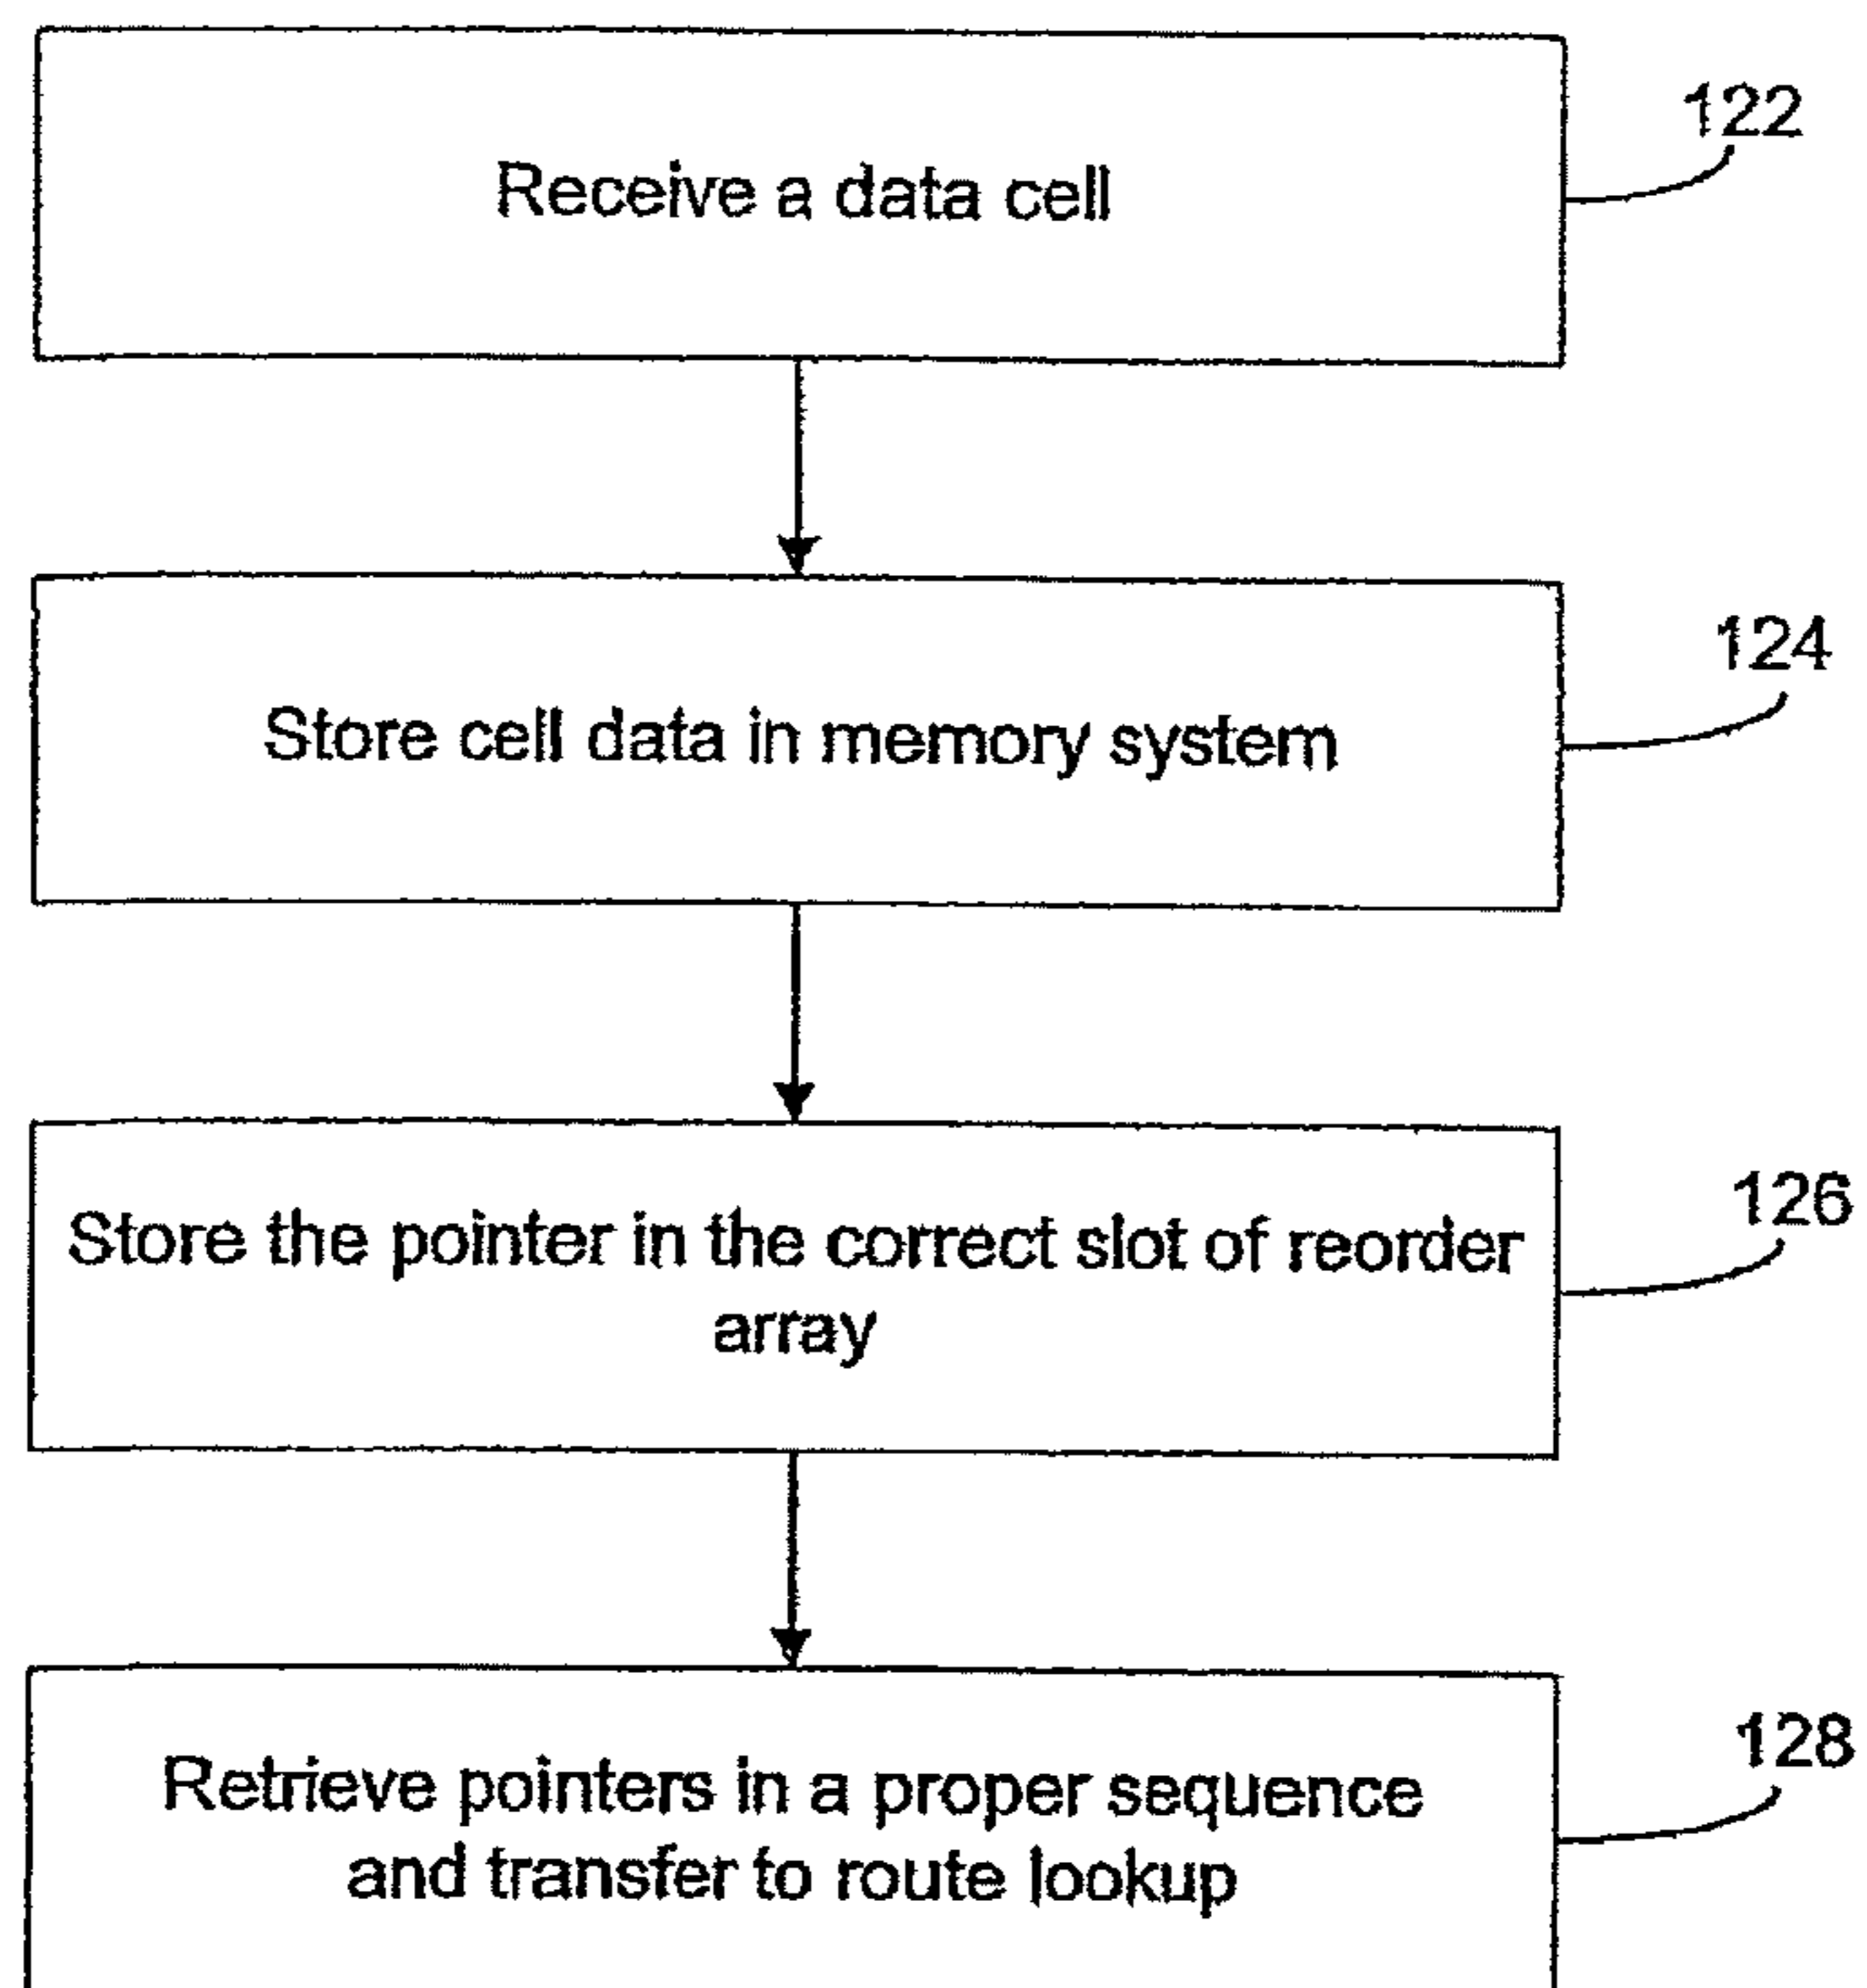 Receive a data cell
122
Store cell data in memory system
124
Store the pointer in the correct slot of reorder
array
126
Retrieve pointers in a proper sequence
and transfer to route lookup
128